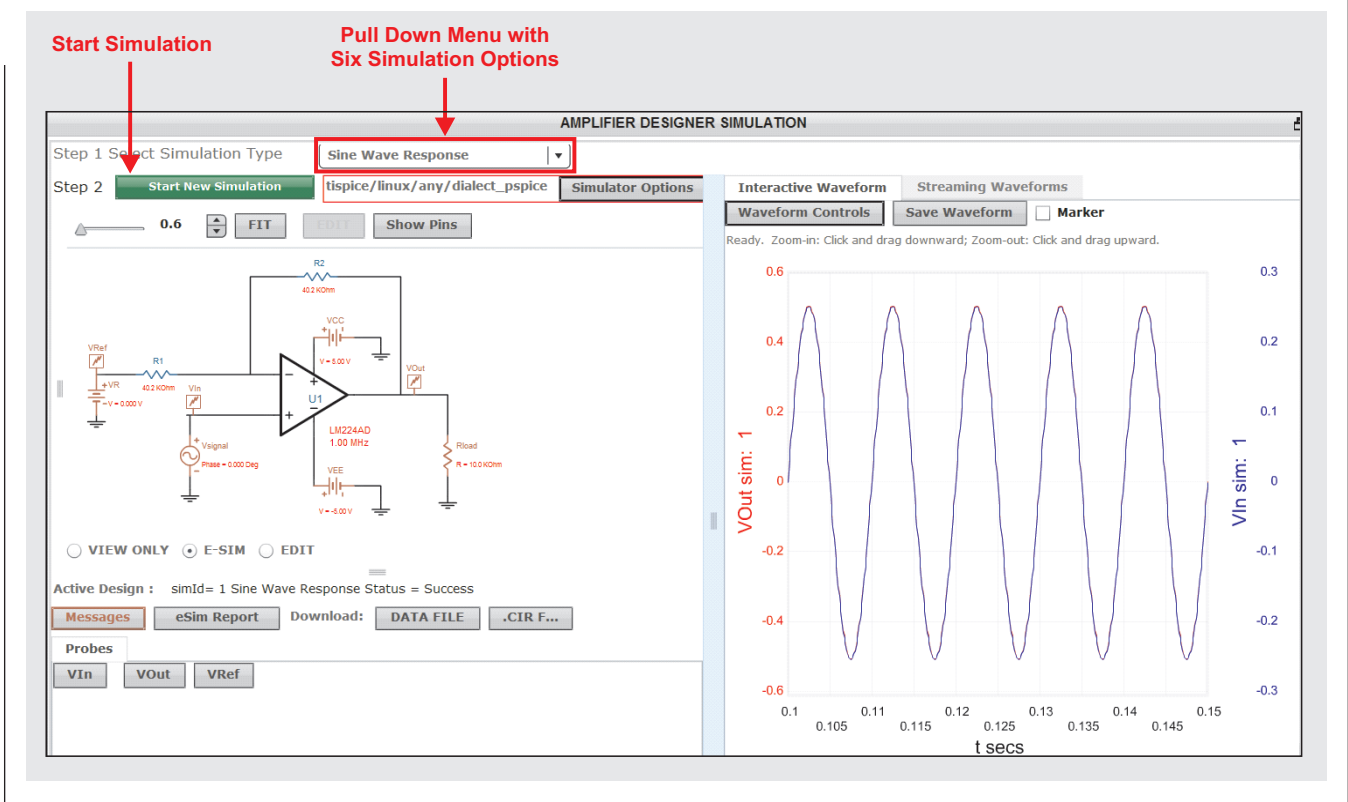 Start Simulation
Pull Down Menu with
Six Simulation Options
AMPLIFIER DESIGNER SIMULATION
Step 1 Select Simulation Type
Sine Wave Response
Step 2
Start New Simulation
tispice/linux/any/dialect_pspice
Simulator Options
0.6
FIT
EDIT
Show Pins
R2
40.2 KOhm
VCC
V = 5.00 V
VRef
R1
40.2 KOhm
+VR
V = 0.000 V
VIn
VOut
U1
LM224AD
1.00 MHz
Vsignal
Phase = 0.000 Deg
Rload
R = 10.0 KOhm
VEE
V = -5.00 V
VIEW ONLY
E-SIM
EDIT
Active Design :
simId= 1 Sine Wave Response Status = Success
Messages
eSim Report
Download:
DATA FILE
.CIR F...
Probes
VIn
VOut
VRef
Interactive Waveform
Streaming Waveforms
Waveform Controls
Save Waveform
Marker
Ready. Zoom-in: Click and drag downward; Zoom-out: Click and drag upward.
0.6
0.4
0.2
0
-0.2
-0.4
-0.6
VOut sim: 1
0.3
0.2
0.1
0
-0.1
-0.2
-0.3
VIn sim: 1
0.1
0.105
0.11
0.115
0.12
0.125
0.13
0.135
0.14
0.145
0.15
t secs